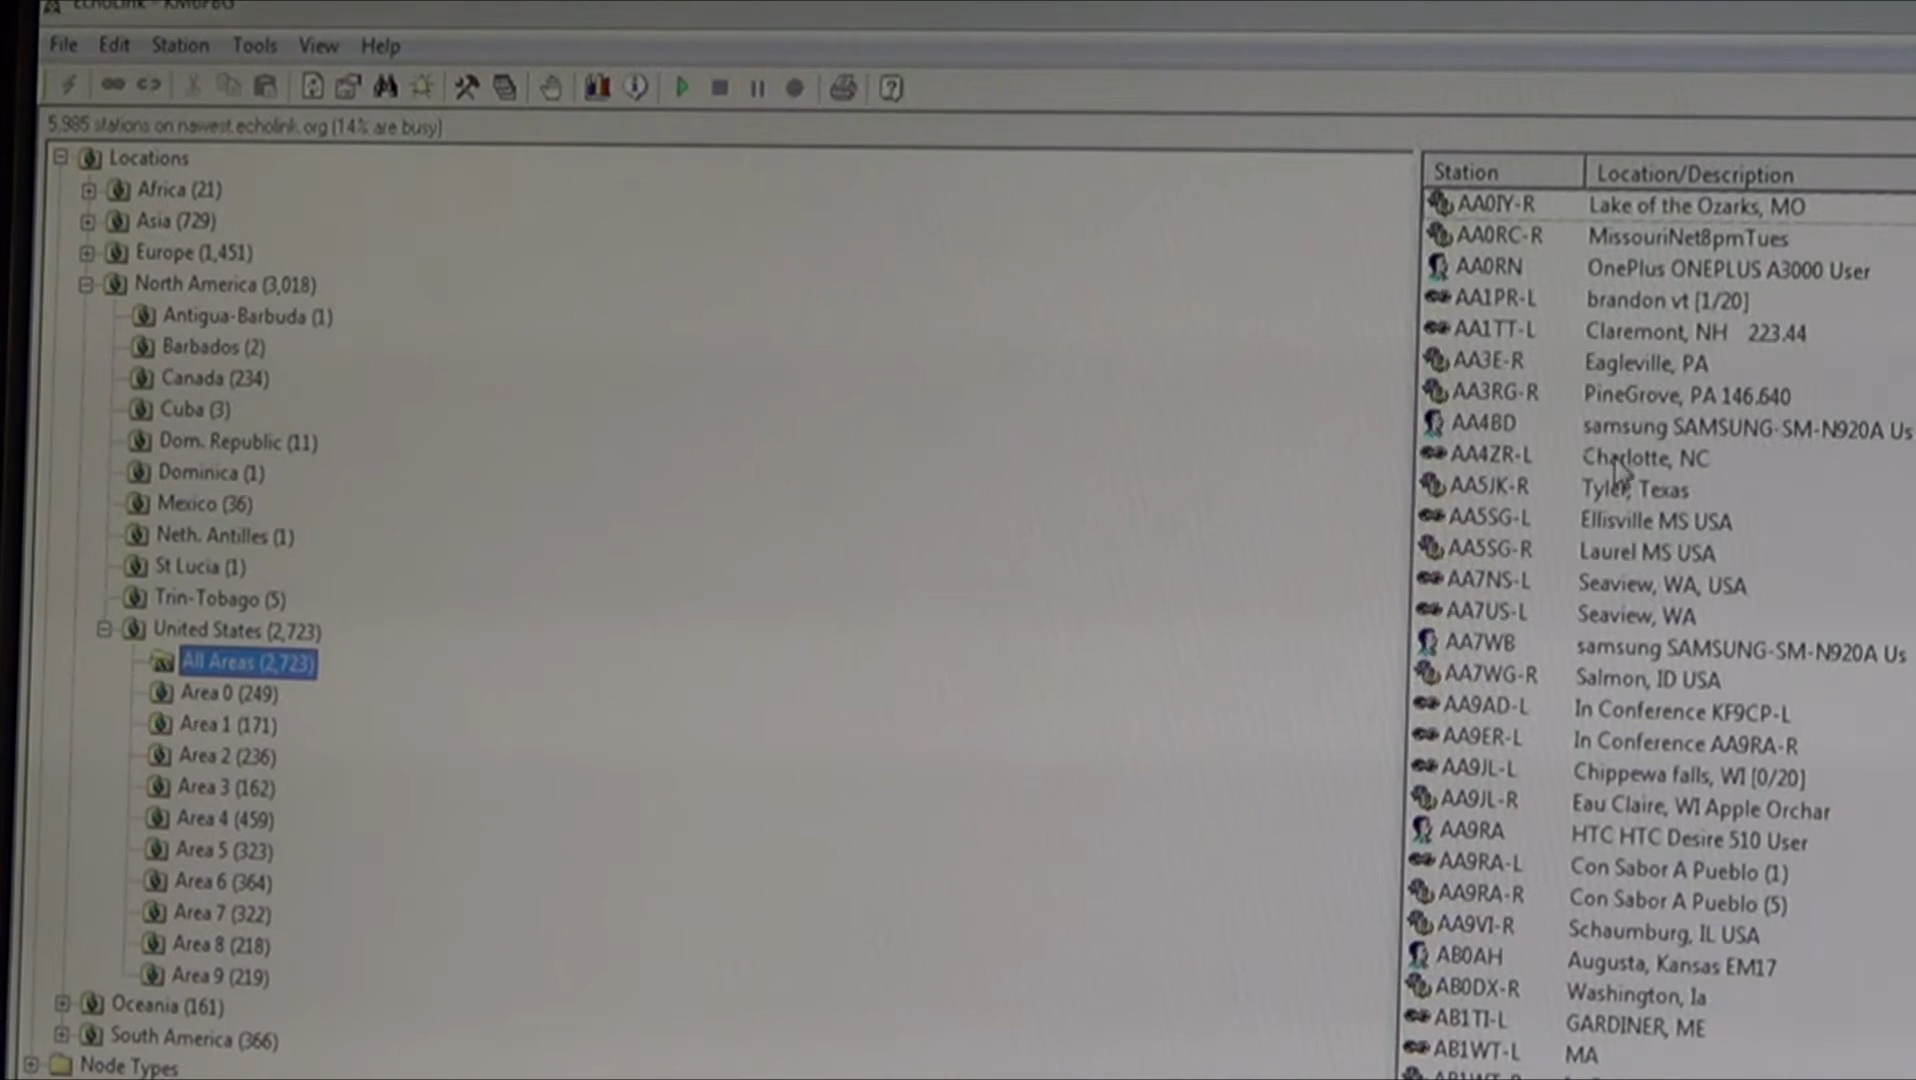 File Edit Station Tools View Help
5,985 stations on nawest.echolink.org (14% are busy)
Locations
Africa (21)
Asia (729)
Europe (1,451)
North America (3,018)
Antigua-Barbuda (1)
Barbados (2)
Canada (234)
Cuba (3)
Dom. Republic (11)
Dominica (1)
Mexico (36)
Neth. Antilles (1)
St Lucia (1)
Trin-Tobago (5)
United States (2,723)
All Areas (2,723)
Area 0 (249)
Area 1 (171)
Area 2 (236)
Area 3 (162)
Area 4 (459)
Area 5 (323)
Area 6 (364)
Area 7 (322)
Area 8 (218)
Area 9 (219)
Oceania (161)
South America (366)
Node Types
Station Location/Description
AA0IY-R Lake of the Ozarks, MO
AA0RC-R MissouriNet8pmTues
AA0RN OnePlus ONEPLUS A3000 User
AA1PR-L brandon vt [1/20]
AA1TT-L Claremont, NH 223.44
AA3E-R Eagleville, PA
AA3RG-R PineGrove, PA 146.640
AA4BD samsung SAMSUNG-SM-N920A Us
AA4ZR-L Charlotte, NC
AA5JK-R Tyler, Texas
AA5SG-L Ellisville MS USA
AA5SG-R Laurel MS USA
AA7NS-L Seaview, WA, USA
AA7US-L Seaview, WA
AA7WB samsung SAMSUNG-SM-N920A Us
AA7WG-R Salmon, ID USA
AA9AD-L In Conference KF9CP-L
AA9ER-L In Conference AA9RA-R
AA9JL-L Chippewa falls, WI [0/20]
AA9JL-R Eau Claire, WI Apple Orchar
AA9RA HTC HTC Desire 510 User
AA9RA-L Con Sabor A Pueblo (1)
AA9RA-R Con Sabor A Pueblo (5)
AA9VI-R Schaumburg, IL USA
AB0AH Augusta, Kansas EM17
AB0DX-R Washington, Ia
AB1TI-L GARDINER, ME
AB1WT-L MA